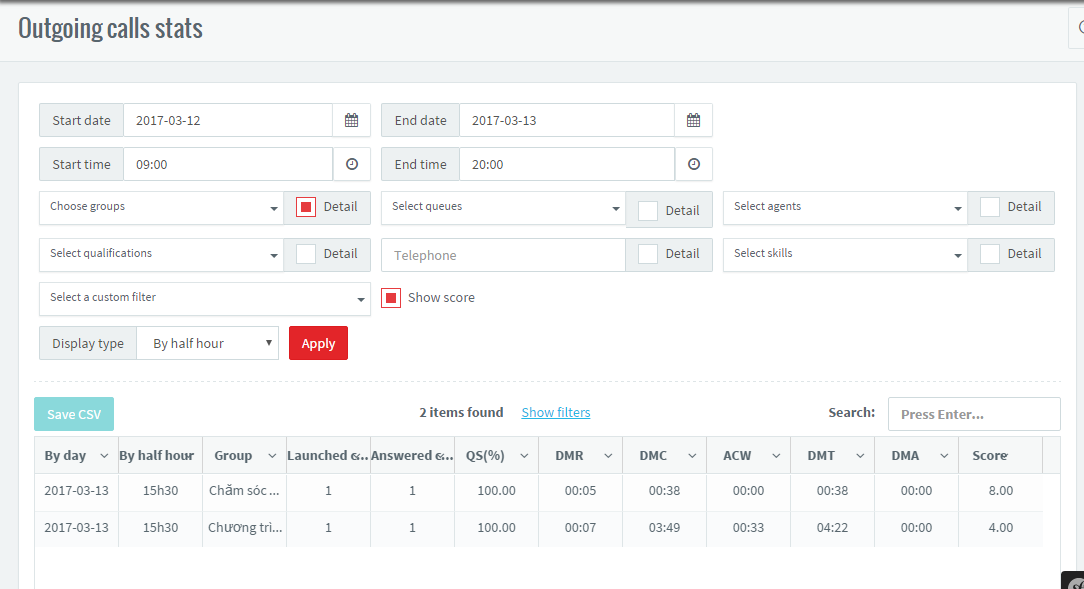 Outgoing calls stats
Start date 2017-03-12 End date 2017-03-13
Start time 09:00 End time 20:00
Choose groups Detail Select queues Detail Select agents Detail
Select qualifications Detail Telephone Detail Select skills Detail
Select a custom filter Show score
Display type By half hour Apply
Save CSV 2 items found Show filters Search: Press Enter...
By day By half hour Group Launched c... Answered c... QS(%) DMR DMC ACW DMT DMA Score
2017-03-13 15h30 Chăm sóc ... 1 1 100.00 00:05 00:38 00:00 00:38 00:00 8.00
2017-03-13 15h30 Chương trì... 1 1 100.00 00:07 03:49 00:33 04:22 00:00 4.00